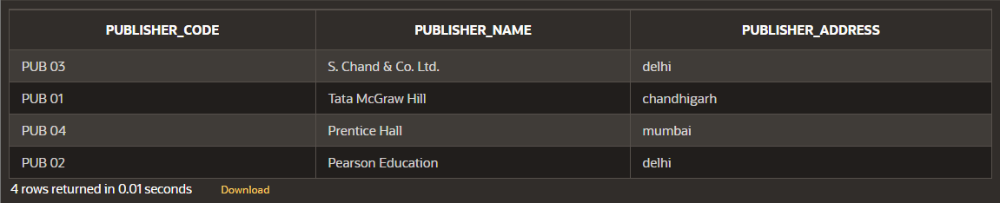 PUBLISHER_CODE PUBLISHER_NAME PUBLISHER_ADDRESS
PUB 03 S. Chand & Co. Ltd. delhi
PUB 01 Tata McGraw Hill chandhigarh
PUB 04 Prentice Hall mumbai
PUB 02 Pearson Education delhi
4 rows returned in 0.01 seconds Download